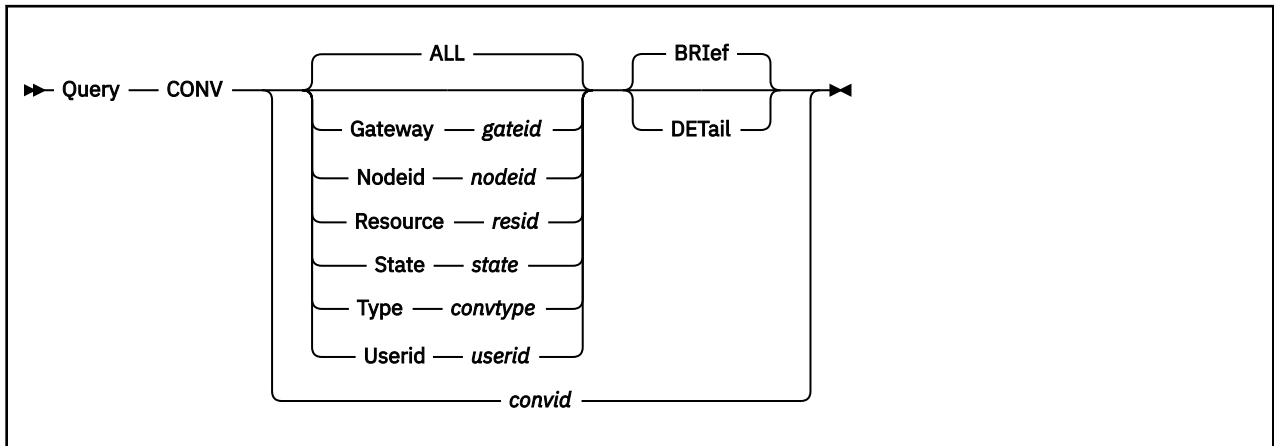 ALL BRIef
Query CONV
Gateway gateid DETail
Nodeid nodeid
Resource resid
State state
Type convtype
Userid userid
convid